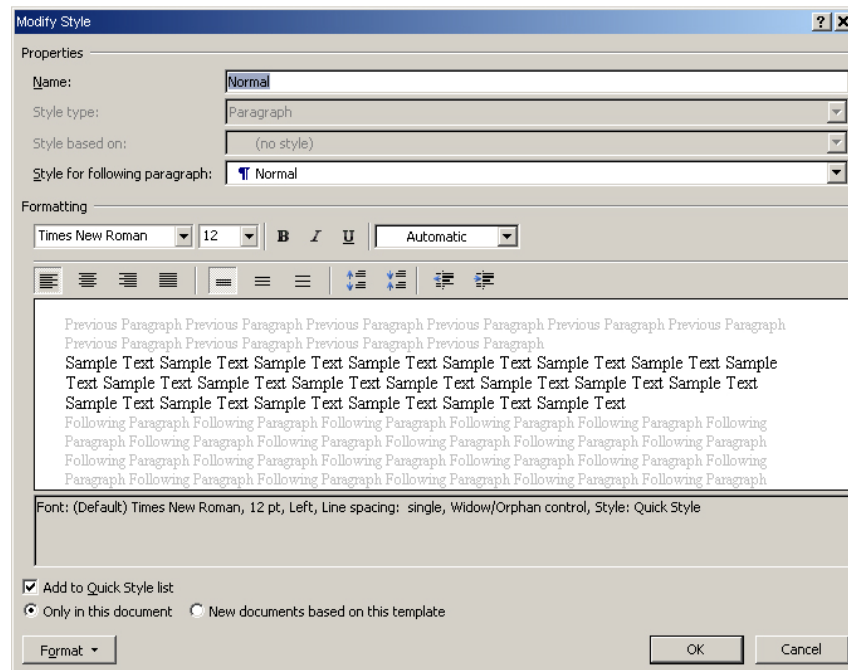 Modify Style
Properties
Name: Normal
Style type: Paragraph
Style based on: (no style)
Style for following paragraph: ¶ Normal
Formatting
Times New Roman 12 B I U Automatic
Previous Paragraph Previous Paragraph Previous Paragraph Previous Paragraph Previous Paragraph Previous Paragraph
Previous Paragraph Previous Paragraph Previous Paragraph Previous Paragraph
Sample Text Sample Text Sample Text Sample Text Sample Text Sample Text Sample Text Sample
Text Sample Text Sample Text Sample Text Sample Text Sample Text Sample Text Sample Text
Sample Text Sample Text Sample Text Sample Text Sample Text Sample Text
Following Paragraph Following Paragraph Following Paragraph Following Paragraph Following Paragraph Following
Paragraph Following Paragraph Following Paragraph Following Paragraph Following Paragraph Following Paragraph
Following Paragraph Following Paragraph Following Paragraph Following Paragraph Following Paragraph Following
Paragraph Following Paragraph Following Paragraph Following Paragraph Following Paragraph Following Paragraph
Font: (Default) Times New Roman, 12 pt, Left, Line spacing: single, Widow/Orphan control, Style: Quick Style
Add to Quick Style list
Only in this document New documents based on this template
Format OK Cancel